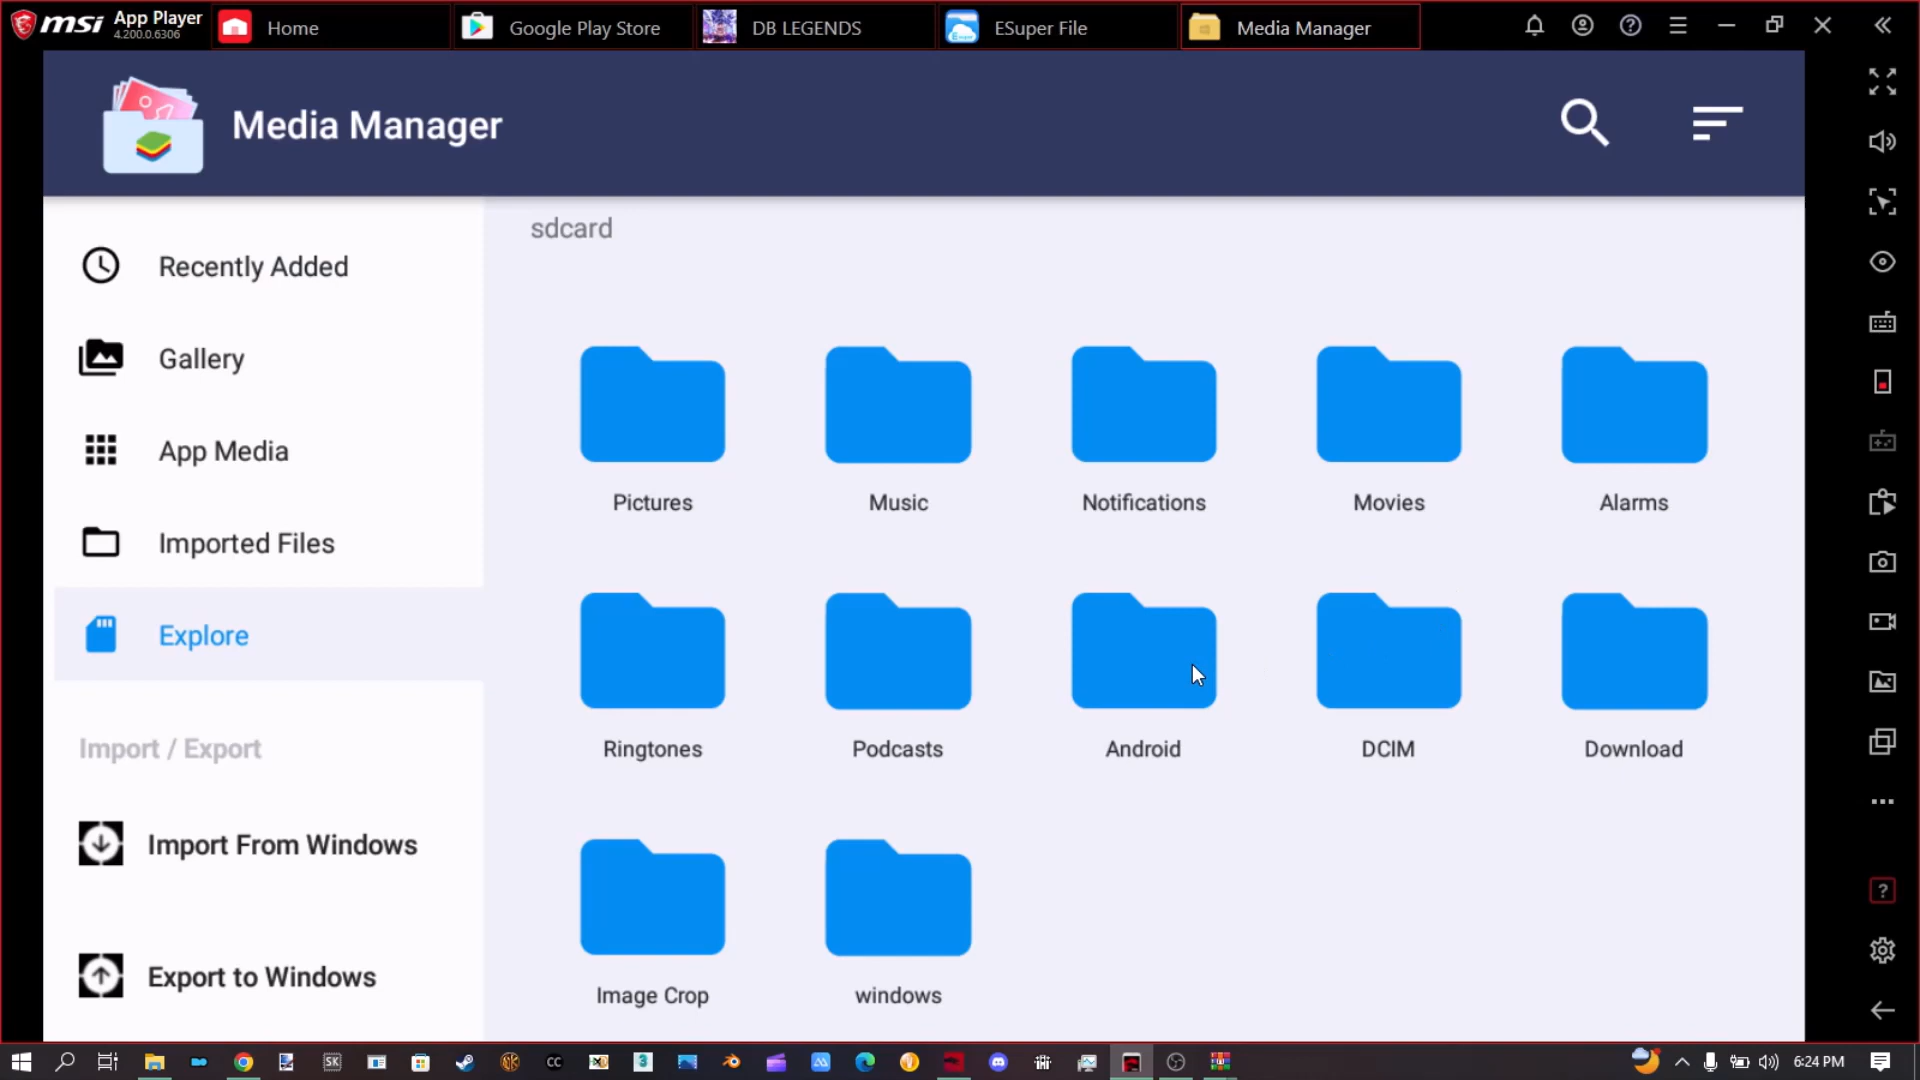 msi App Player
4.200.0.6306
Home
Google Play Store
DB LEGENDS
ESuper File
Media Manager
Media Manager
Recently Added
Gallery
App Media
Imported Files
Explore
Import / Export
Import From Windows
Export to Windows
sdcard
Pictures
Music
Notifications
Movies
Alarms
Ringtones
Podcasts
Android
DCIM
Download
Image Crop
windows
SK
CC
6:24 PM